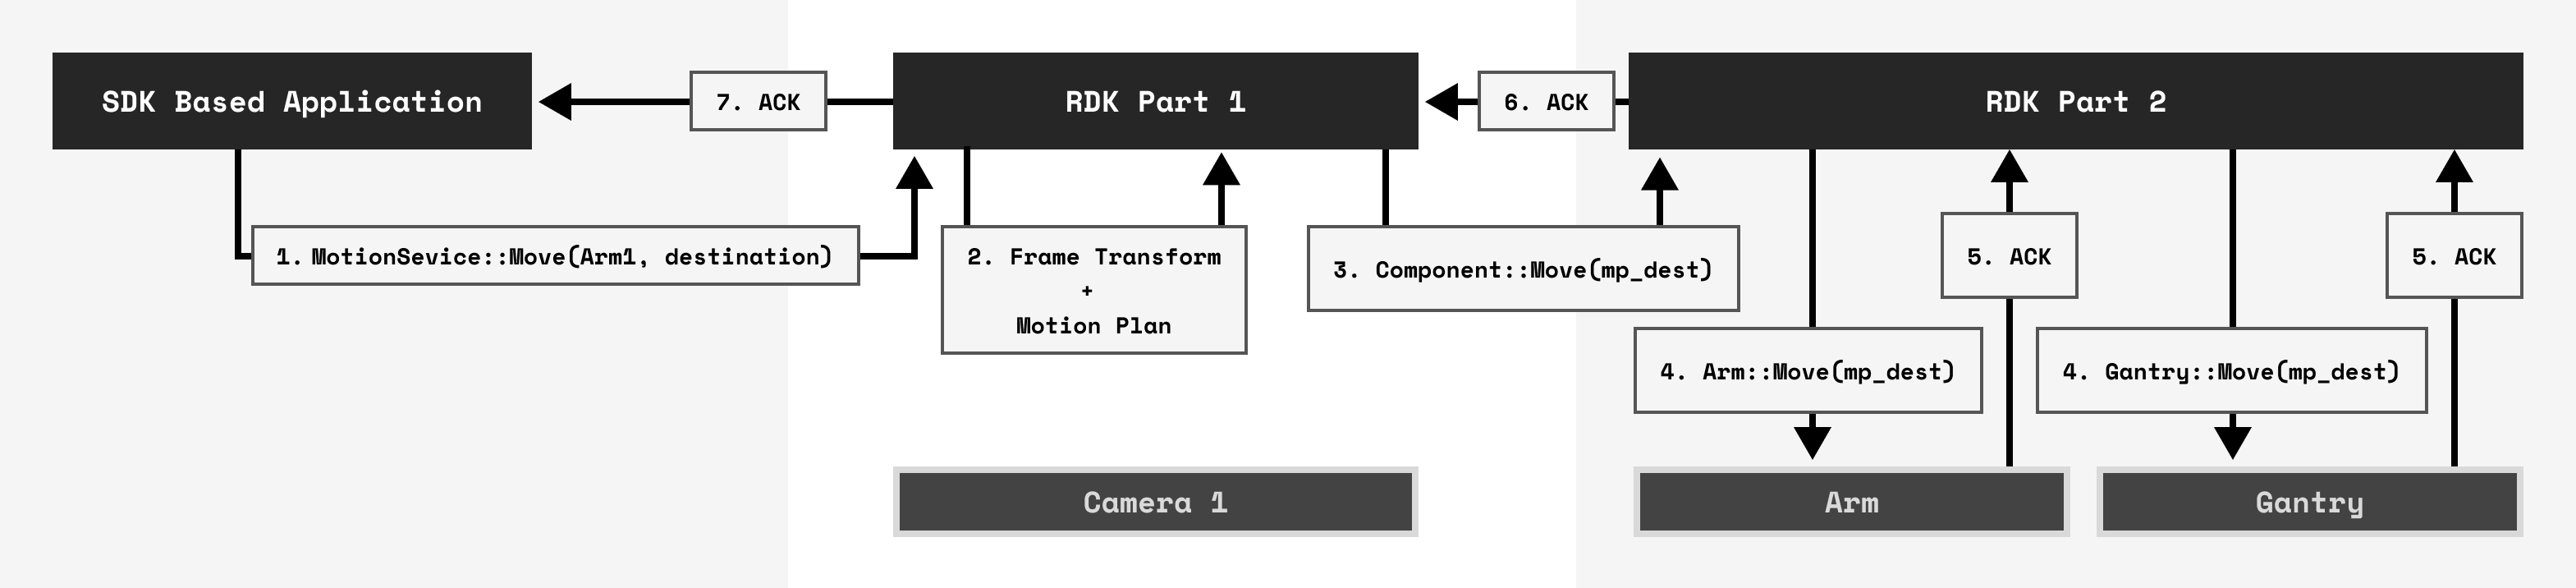 SDK Based Application
7. ACK
RDK Part 1
6. ACK
RDK Part 2
1. MotionSevice::Move(Arm1, destination)
2. Frame Transform
+
Motion Plan
3. Component::Move(mp_dest)
5. ACK
5. ACK
4. Arm::Move(mp_dest)
4. Gantry::Move(mp_dest)
Camera 1
Arm
Gantry